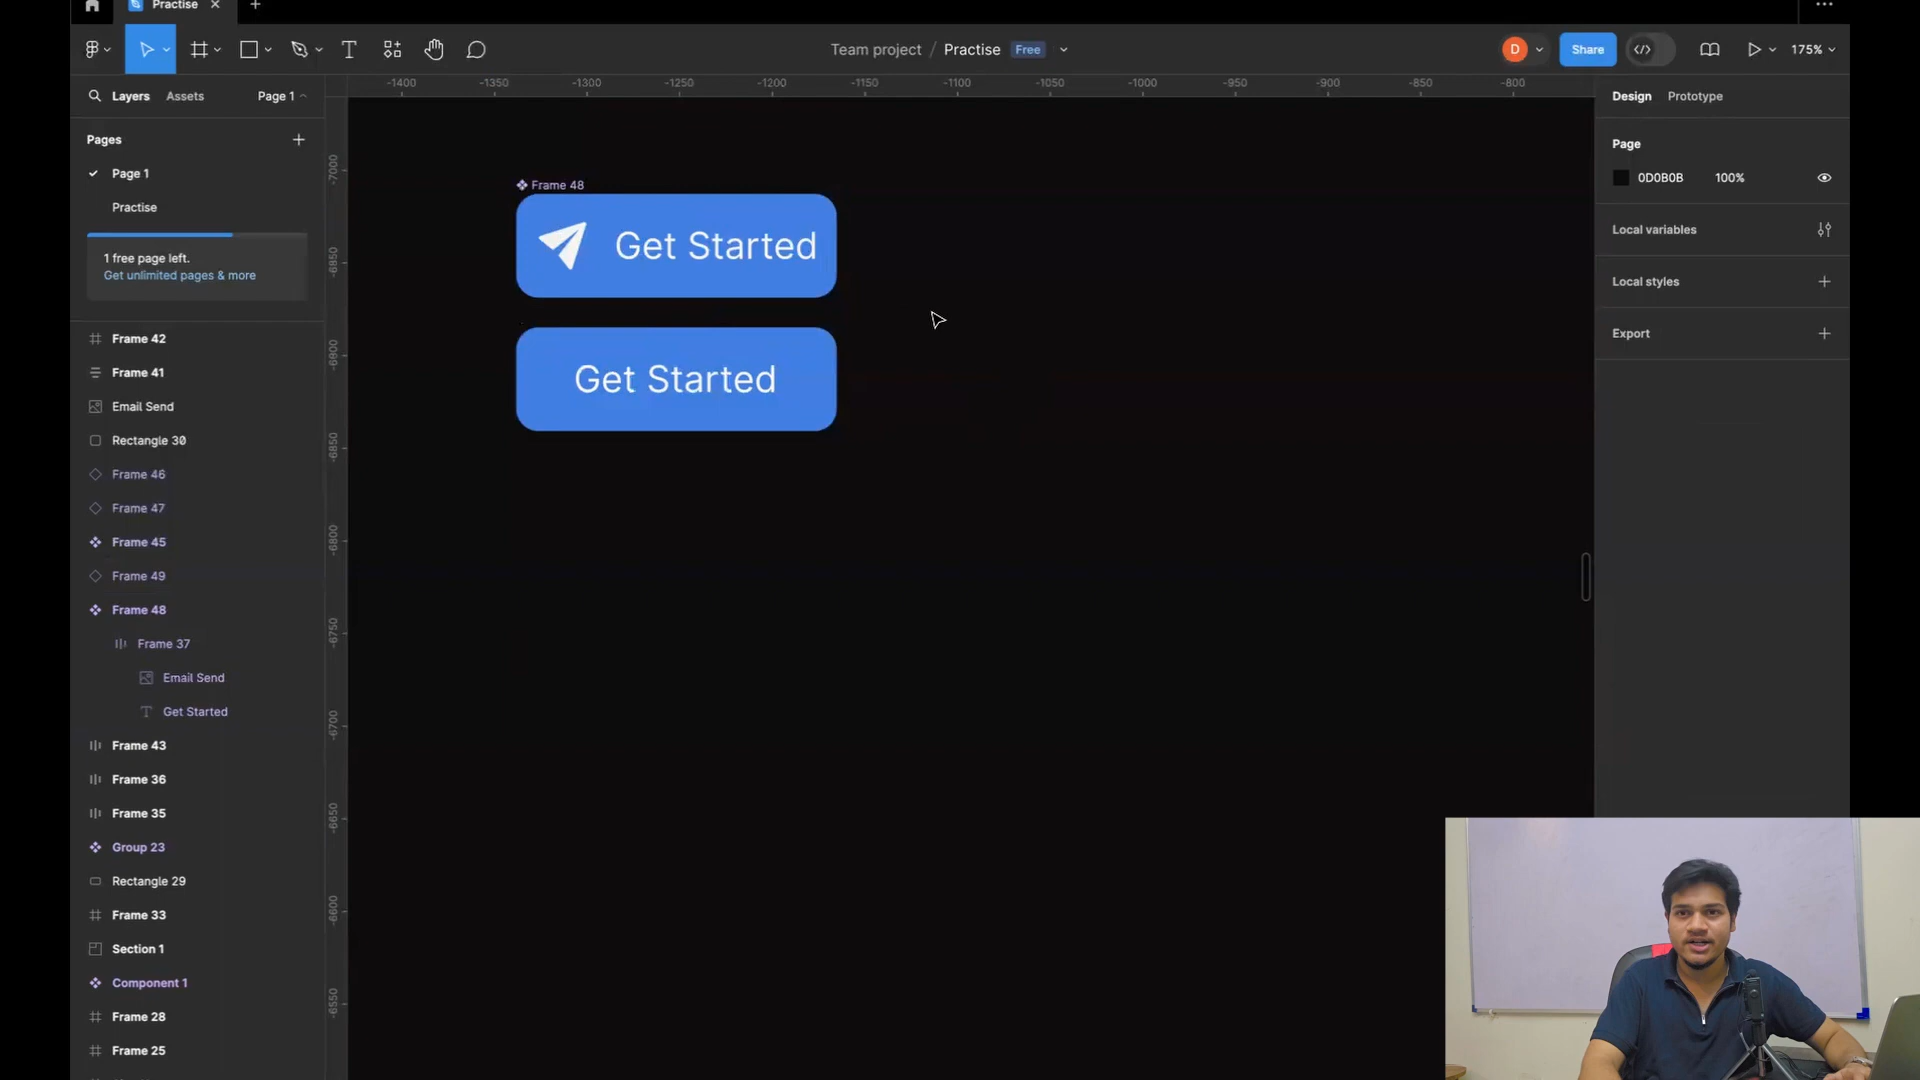 Practise
Team project / Practise Free
D
Share
175%
Layers
Assets
Page 1
Pages
Page 1
Practise
1 free page left.
Get unlimited pages & more
Frame 42
Frame 41
Email Send
Rectangle 30
Frame 46
Frame 47
Frame 45
Frame 49
Frame 48
Frame 37
Email Send
Get Started
Frame 43
Frame 36
Frame 35
Group 23
Rectangle 29
Frame 33
Section 1
Component 1
Frame 28
Frame 25
-1400 -1350 -1300 -1250 -1200 -1150 -1100 -1050 -1000 -950 -900 -850 -800
Frame 48
Get Started
Get Started
Design
Prototype
Page
0D0B0B 100%
Local variables
Local styles
Export